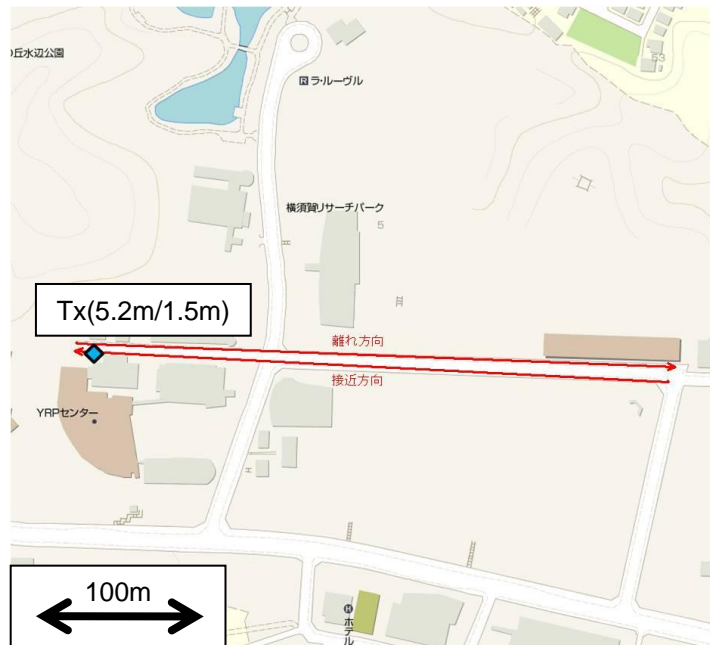 の丘水辺公園
R ラ・ルーヴル
53
横須賀リサーチパーク
5
Tx(5.2m/1.5m)
離れ方向
接近方向
YRPセンター
100m
H ホテル